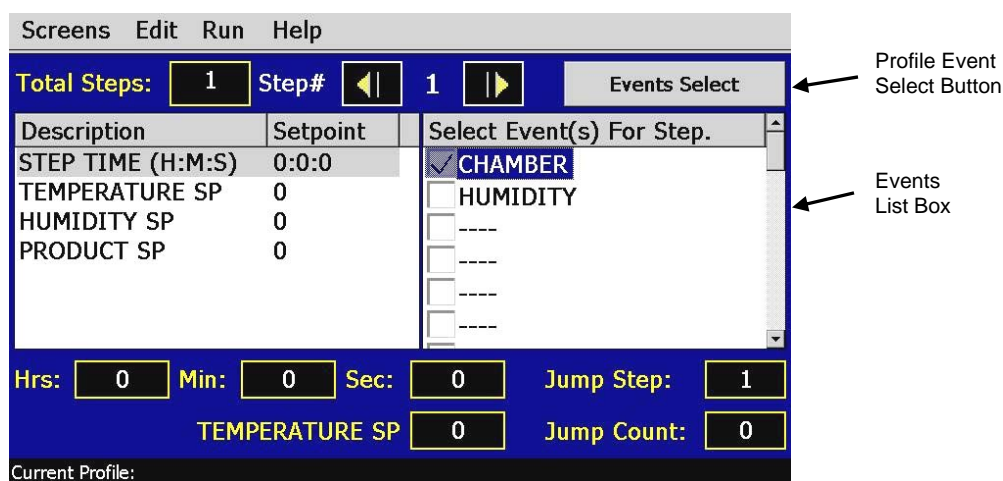 Screens Edit Run Help
Total Steps: 1 Step# 1 Events Select
Profile Event
Select Button
Description Setpoint Select Event(s) For Step.
STEP TIME (H:M:S) 0:0:0 CHAMBER
TEMPERATURE SP 0 HUMIDITY
HUMIDITY SP 0 ----
PRODUCT SP 0 ----
----
----
Events
List Box
Hrs: 0 Min: 0 Sec: 0 Jump Step: 1
TEMPERATURE SP 0 Jump Count: 0
Current Profile: